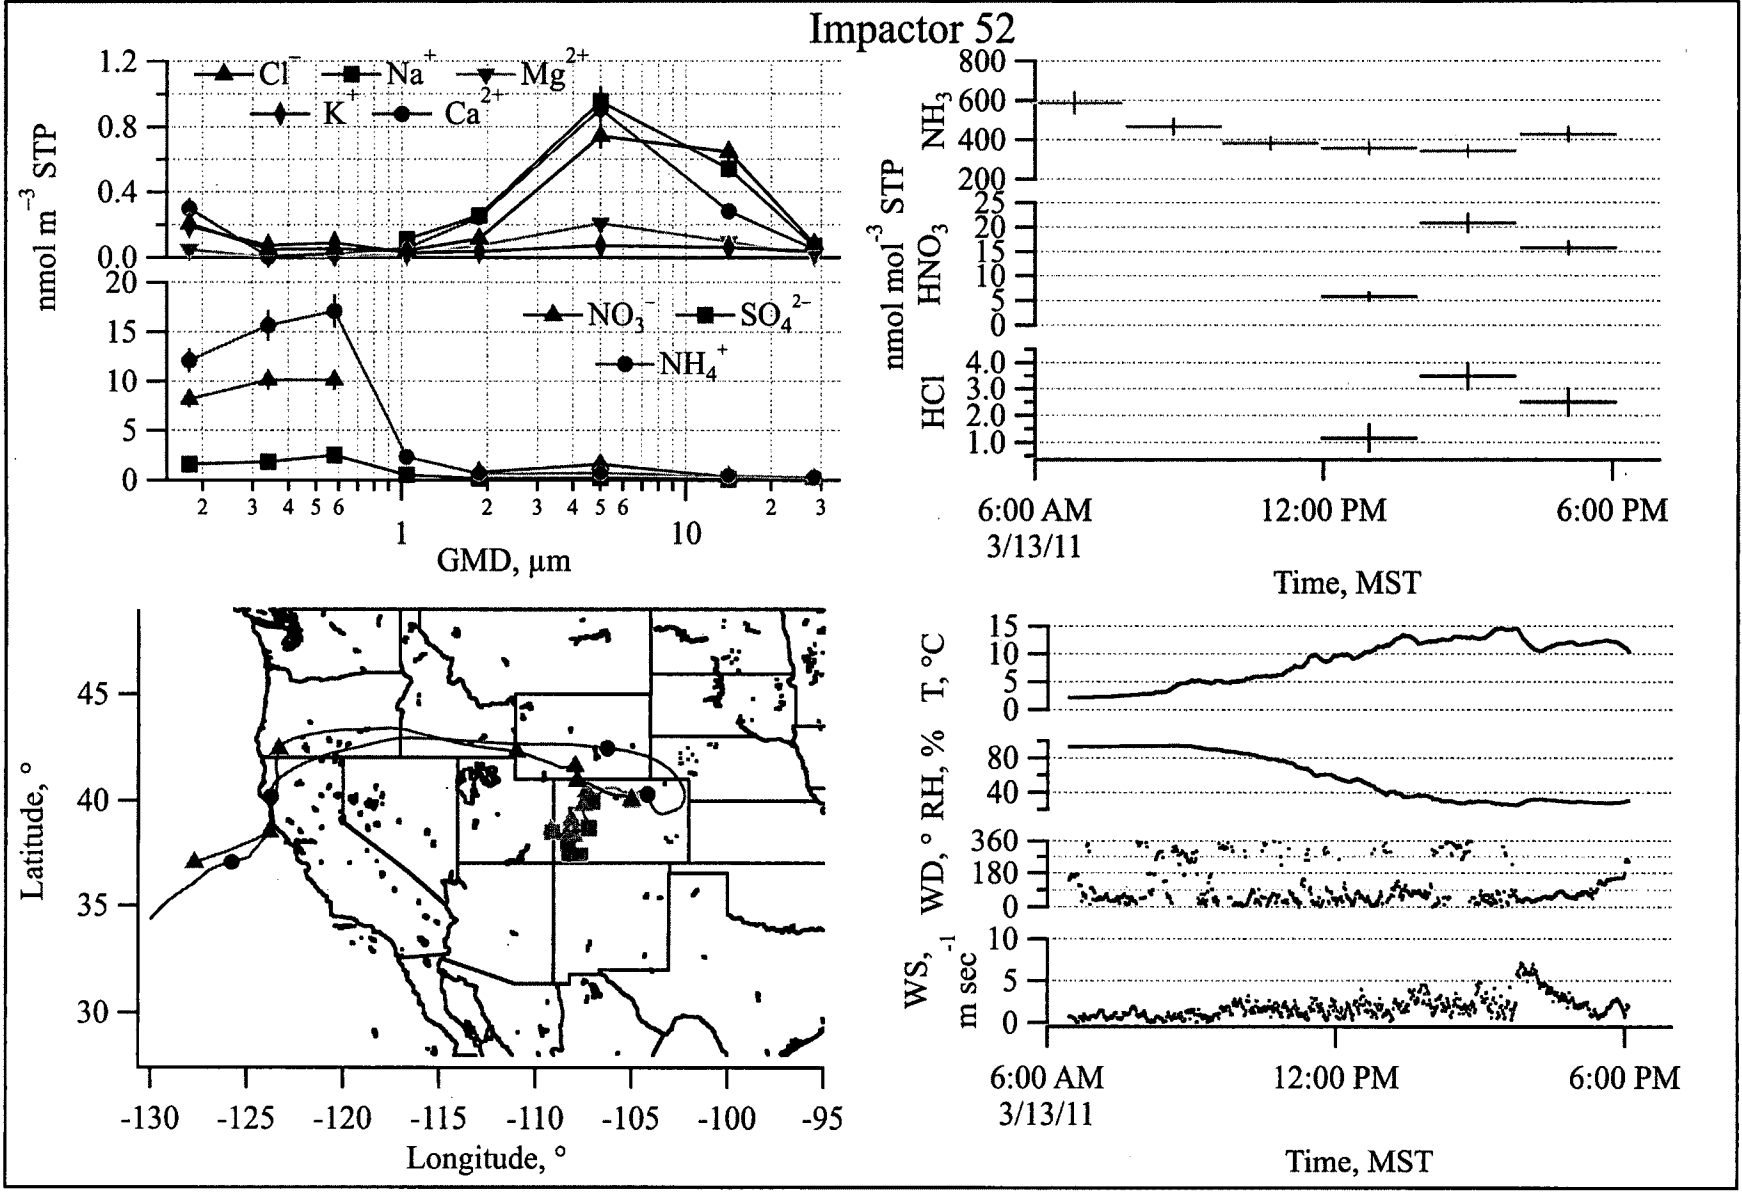 Impactor 52
1.2
0.8
0.4
0.0
Cl⁻ Na⁺ Mg²⁺
K⁺ Ca²⁺
nmol m⁻³ STP
20
15
10
5
0
NO₃⁻ SO₄²⁻
NH₄⁺
2 3 4 5 6 2 3 4 5 6 2 3
1 10
GMD, µm
800
600
400
200
NH₃
25
20
15
10
5
0
HNO₃
nmol mol⁻³ STP
4.0
3.0
2.0
1.0
HCl
6:00 AM 12:00 PM 6:00 PM
3/13/11
Time, MST
45
40
35
30
Latitude, °
-130 -125 -120 -115 -110 -105 -100 -95
Longitude, °
15
10
5
0
T, °C
80
40
RH, %
360
180
0
WD, °
10
5
0
WS,
m sec⁻¹
6:00 AM 12:00 PM 6:00 PM
3/13/11
Time, MST